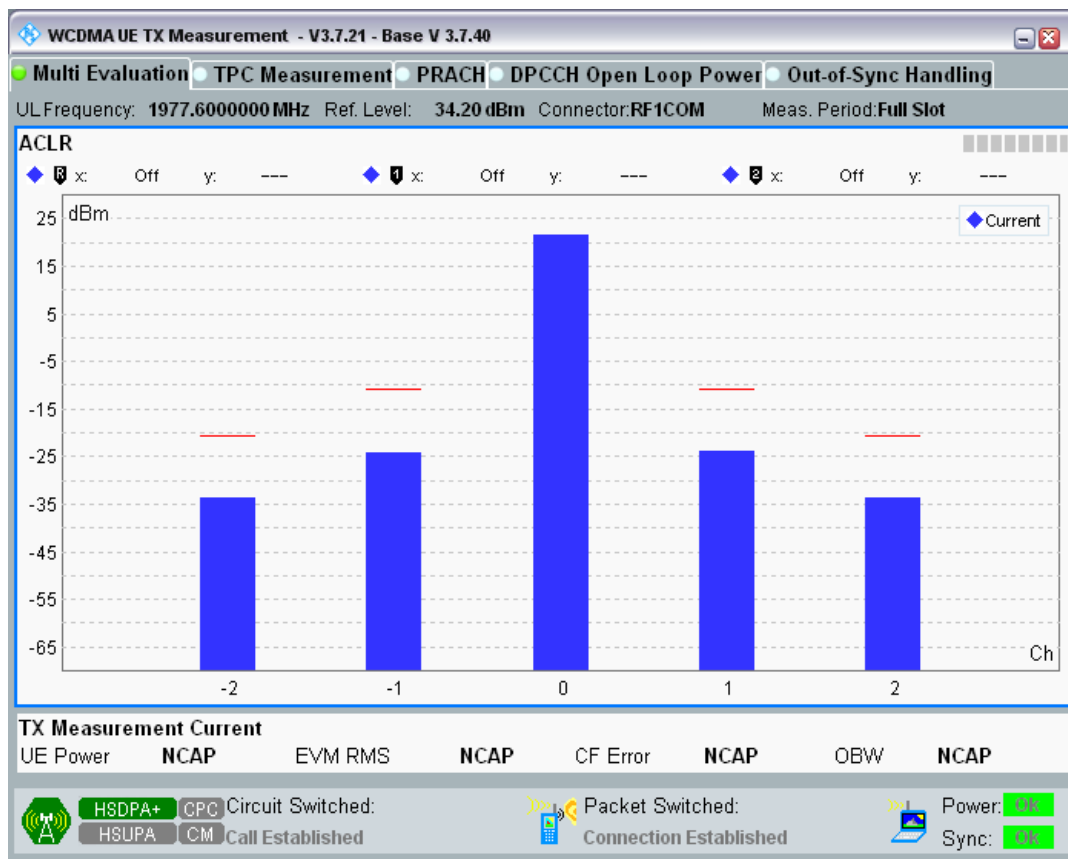 WCDMA UE TX Measurement - V3.7.21 - Base V 3.7.40
Multi Evaluation TPC Measurement PRACH DPCCH Open Loop Power Out-of-Sync Handling
UL Frequency: 1977.6000000 MHz Ref. Level: 34.20 dBm Connector:RF1COM Meas. Period:Full Slot
ACLR
R x: Off y: --- 1 x: Off y: --- 2 x: Off y: ---
dBm
Current
25
15
5
-5
-15
-25
-35
-45
-55
-65
Ch
-2 -1 0 1 2
TX Measurement Current
UE Power NCAP EVM RMS NCAP CF Error NCAP OBW NCAP
HSDPA+ CPC Circuit Switched: Packet Switched: Power: OK
HSUPA CM Call Established Connection Established Sync: OK